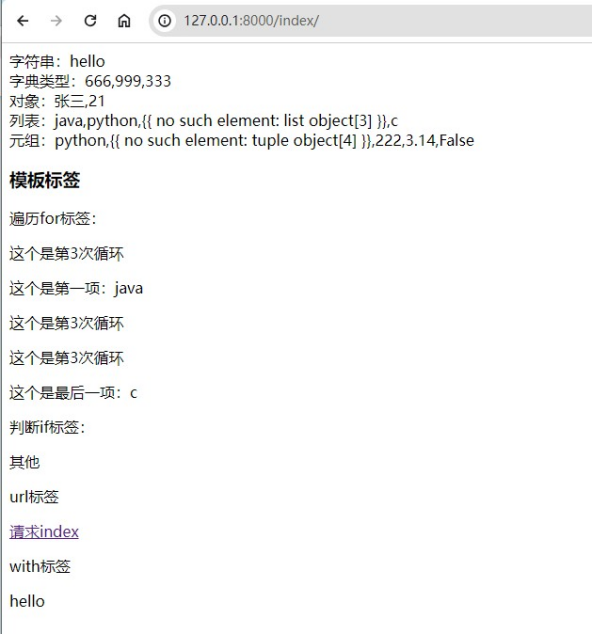 127.0.0.1:8000/index/
字符串：hello
字典类型：666,999,333
对象：张三,21
列表：java,python,{{ no such element: list object[3] }},c
元组：python,{{ no such element: tuple object[4] }},222,3.14,False
模板标签
遍历for标签：
这个是第3次循环
这个是第一项：java
这个是第3次循环
这个是第3次循环
这个是最后一项：c
判断if标签：
其他
url标签
请求index
with标签
hello